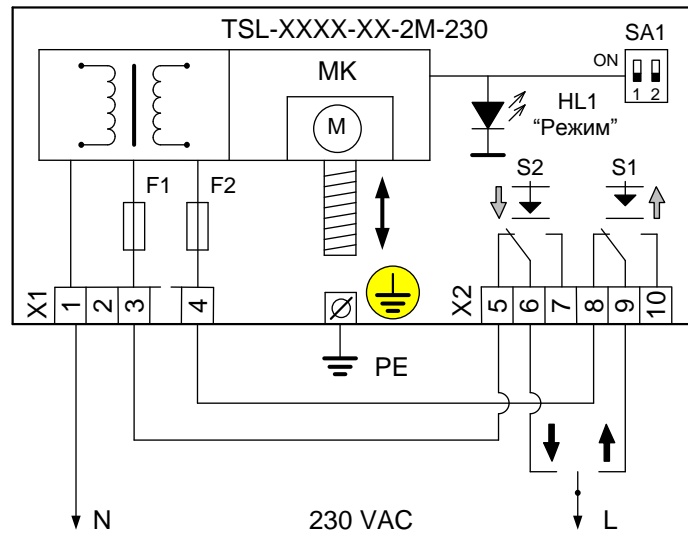 TSL-XXXX-XX-2M-230
SA1
MK
ON
1 2
M
HL1
“Режим”
F1
F2
S2
S1
X1
1
2
3
4
X2
5
6
7
8
9
10
PE
N
230 VAC
L